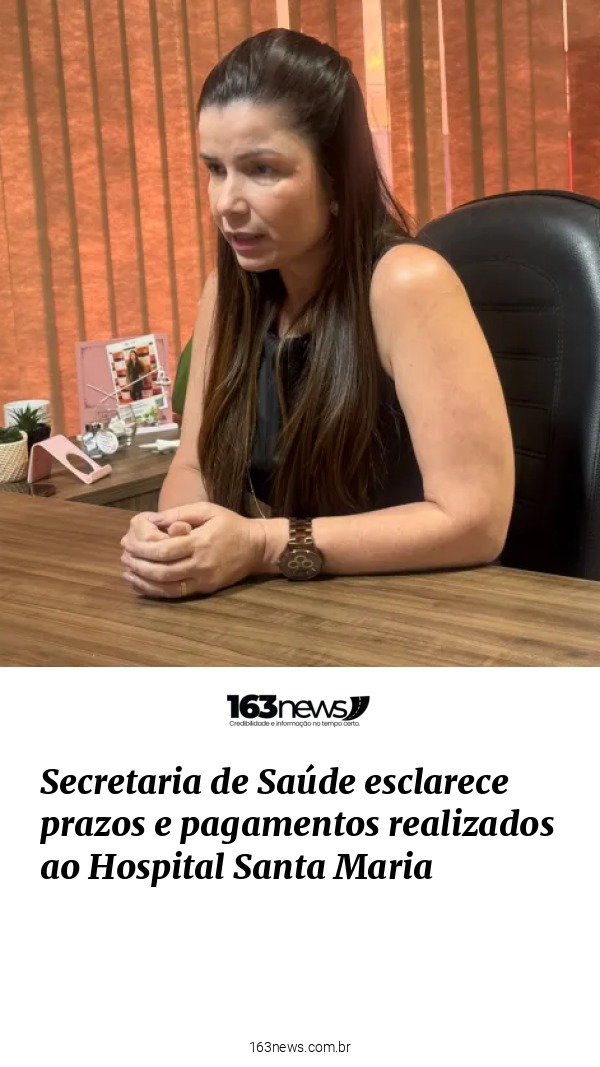 163news
Credibilidade e informação no tempo certo.
Secretaria de Saúde esclarece
prazos e pagamentos realizados
ao Hospital Santa Maria
163news.com.br